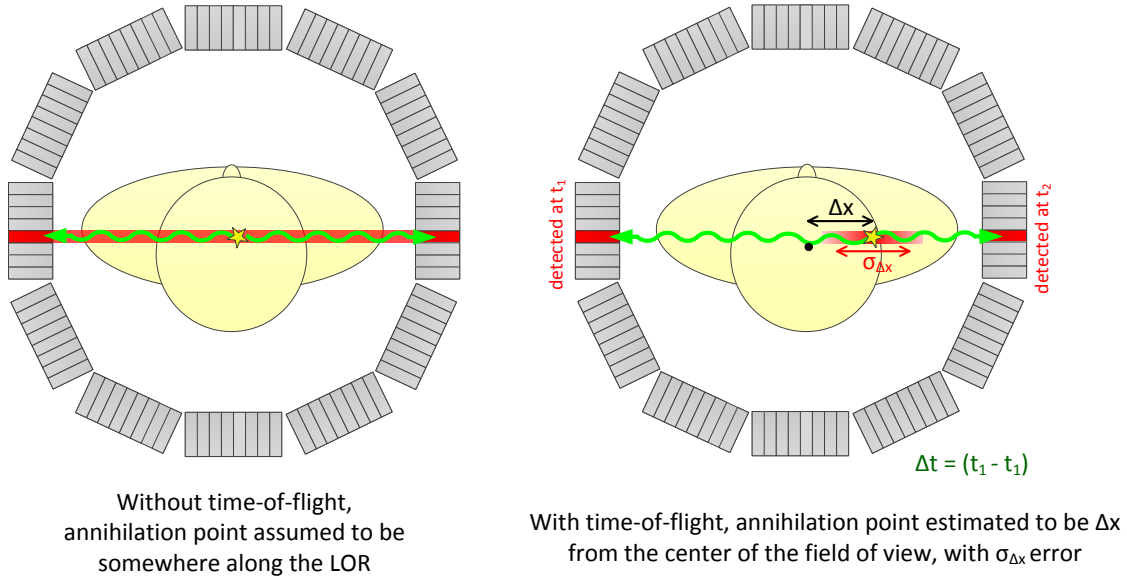 detected at t₁
Δx
σ_Δx
detected at t₂
Δt = (t₁ - t₁)
Without time-of-flight,
annihilation point assumed to be
somewhere along the LOR
With time-of-flight, annihilation point estimated to be Δx
from the center of the field of view, with σ_Δx error